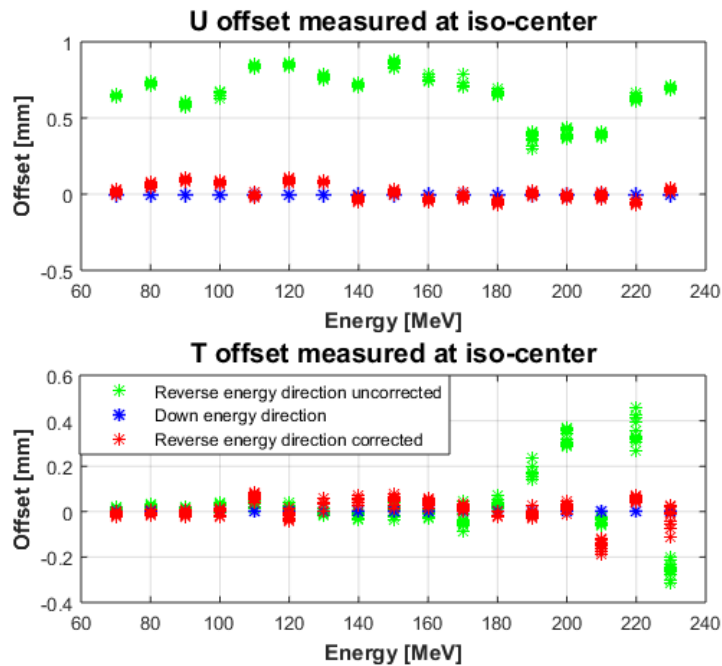 U offset measured at iso-center
1
0.5
0
-0.5
Offset [mm]
60 80 100 120 140 160 180 200 220 240
Energy [MeV]
T offset measured at iso-center
0.6
0.4
0.2
0
-0.2
-0.4
Offset [mm]
Reverse energy direction uncorrected
Down energy direction
Reverse energy direction corrected
60 80 100 120 140 160 180 200 220 240
Energy [MeV]